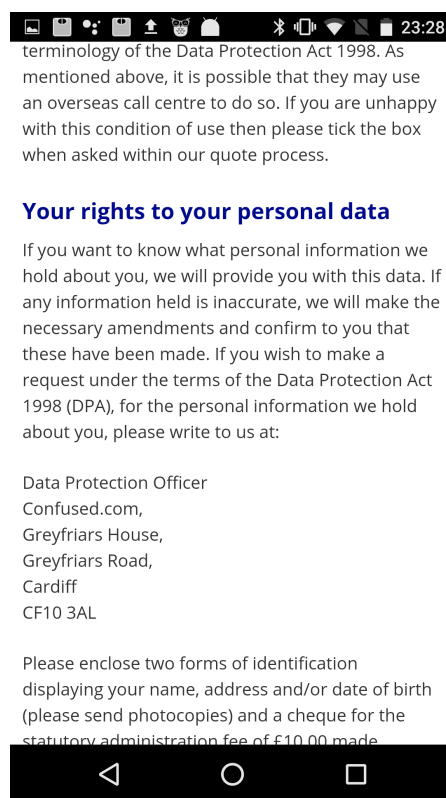 23:28
terminology of the Data Protection Act 1998. As
mentioned above, it is possible that they may use
an overseas call centre to do so. If you are unhappy
with this condition of use then please tick the box
when asked within our quote process.
Your rights to your personal data
If you want to know what personal information we
hold about you, we will provide you with this data. If
any information held is inaccurate, we will make the
necessary amendments and confirm to you that
these have been made. If you wish to make a
request under the terms of the Data Protection Act
1998 (DPA), for the personal information we hold
about you, please write to us at:
Data Protection Officer
Confused.com,
Greyfriars House,
Greyfriars Road,
Cardiff
CF10 3AL
Please enclose two forms of identification
displaying your name, address and/or date of birth
(please send photocopies) and a cheque for the
statutory administration fee of £10.00 made